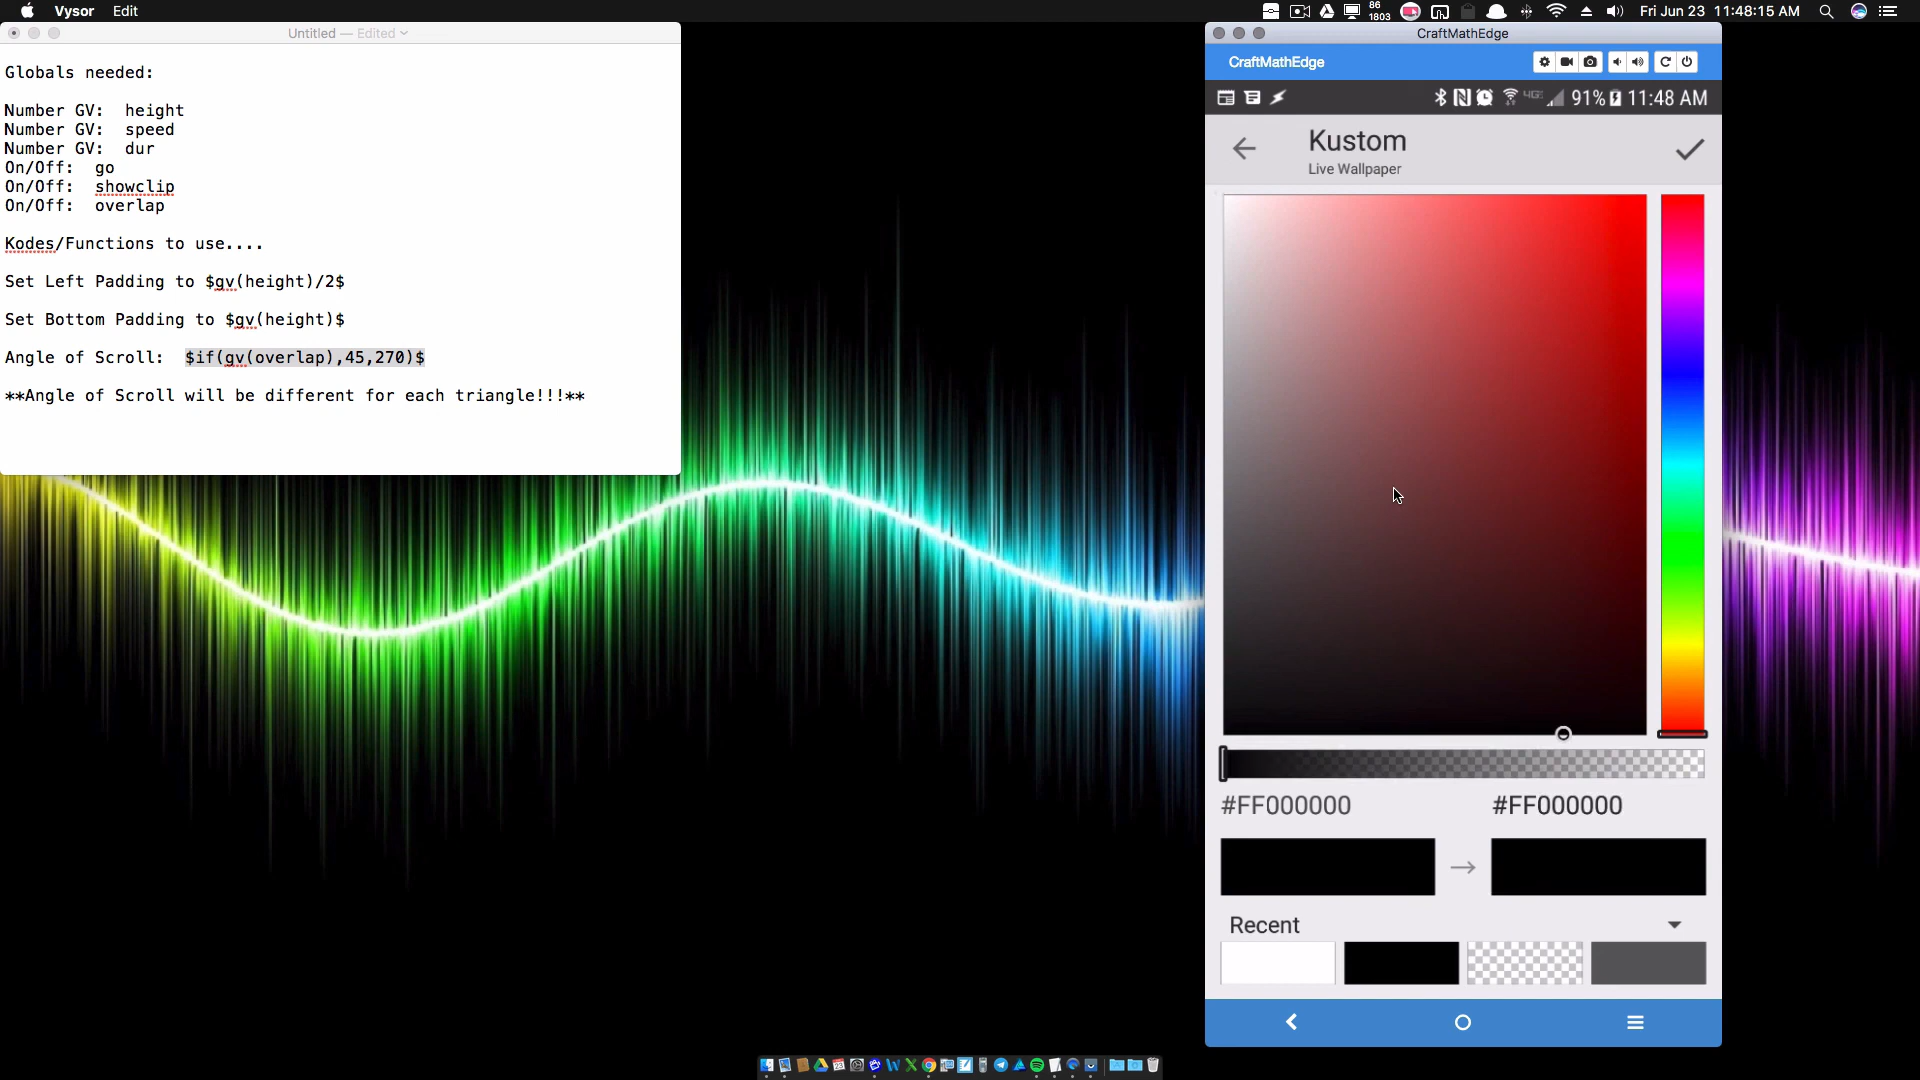 Vysor Edit
86
1803
Fri Jun 23 11:48:15 AM
Untitled — Edited
Globals needed:
Number GV: height
Number GV: speed
Number GV: dur
On/Off: go
On/Off: showclip
On/Off: overlap
Kodes/Functions to use....
Set Left Padding to $gv(height)/2$
Set Bottom Padding to $gv(height)$
Angle of Scroll: $if(gv(overlap),45,270)$
**Angle of Scroll will be different for each triangle!!!**
CraftMathEdge
CraftMathEdge
91% 11:48 AM
Kustom
Live Wallpaper
#FF000000 #FF000000
Recent